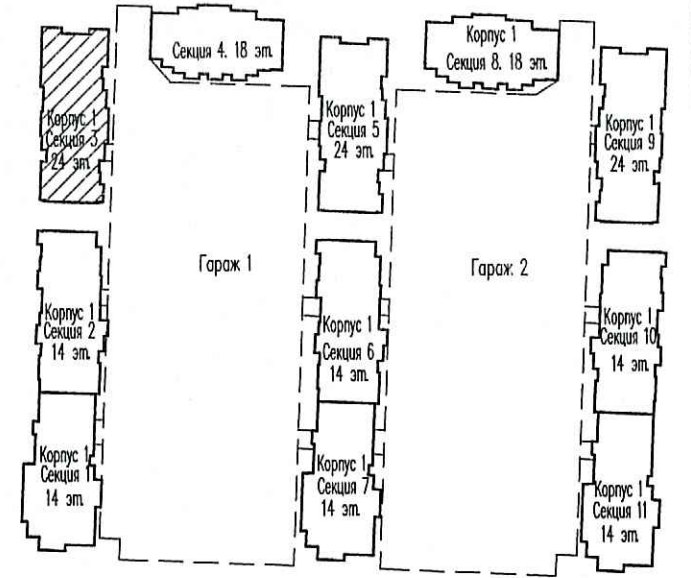 Секция 4. 18 эт.
Корпус 1
Секция 8. 18 эт.
Корпус 1
Секция 3
24 эт.
Корпус 1
Секция 5
24 эт.
Корпус 1
Секция 9
24 эт.
Гараж 1
Гараж 2
Корпус 1
Секция 2
14 эт.
Корпус 1
Секция 6
14 эт.
Корпус 1
Секция 10
14 эт.
Корпус 1
Секция 1
14 эт.
Корпус 1
Секция 7
14 эт.
Корпус 1
Секция 11
14 эт.